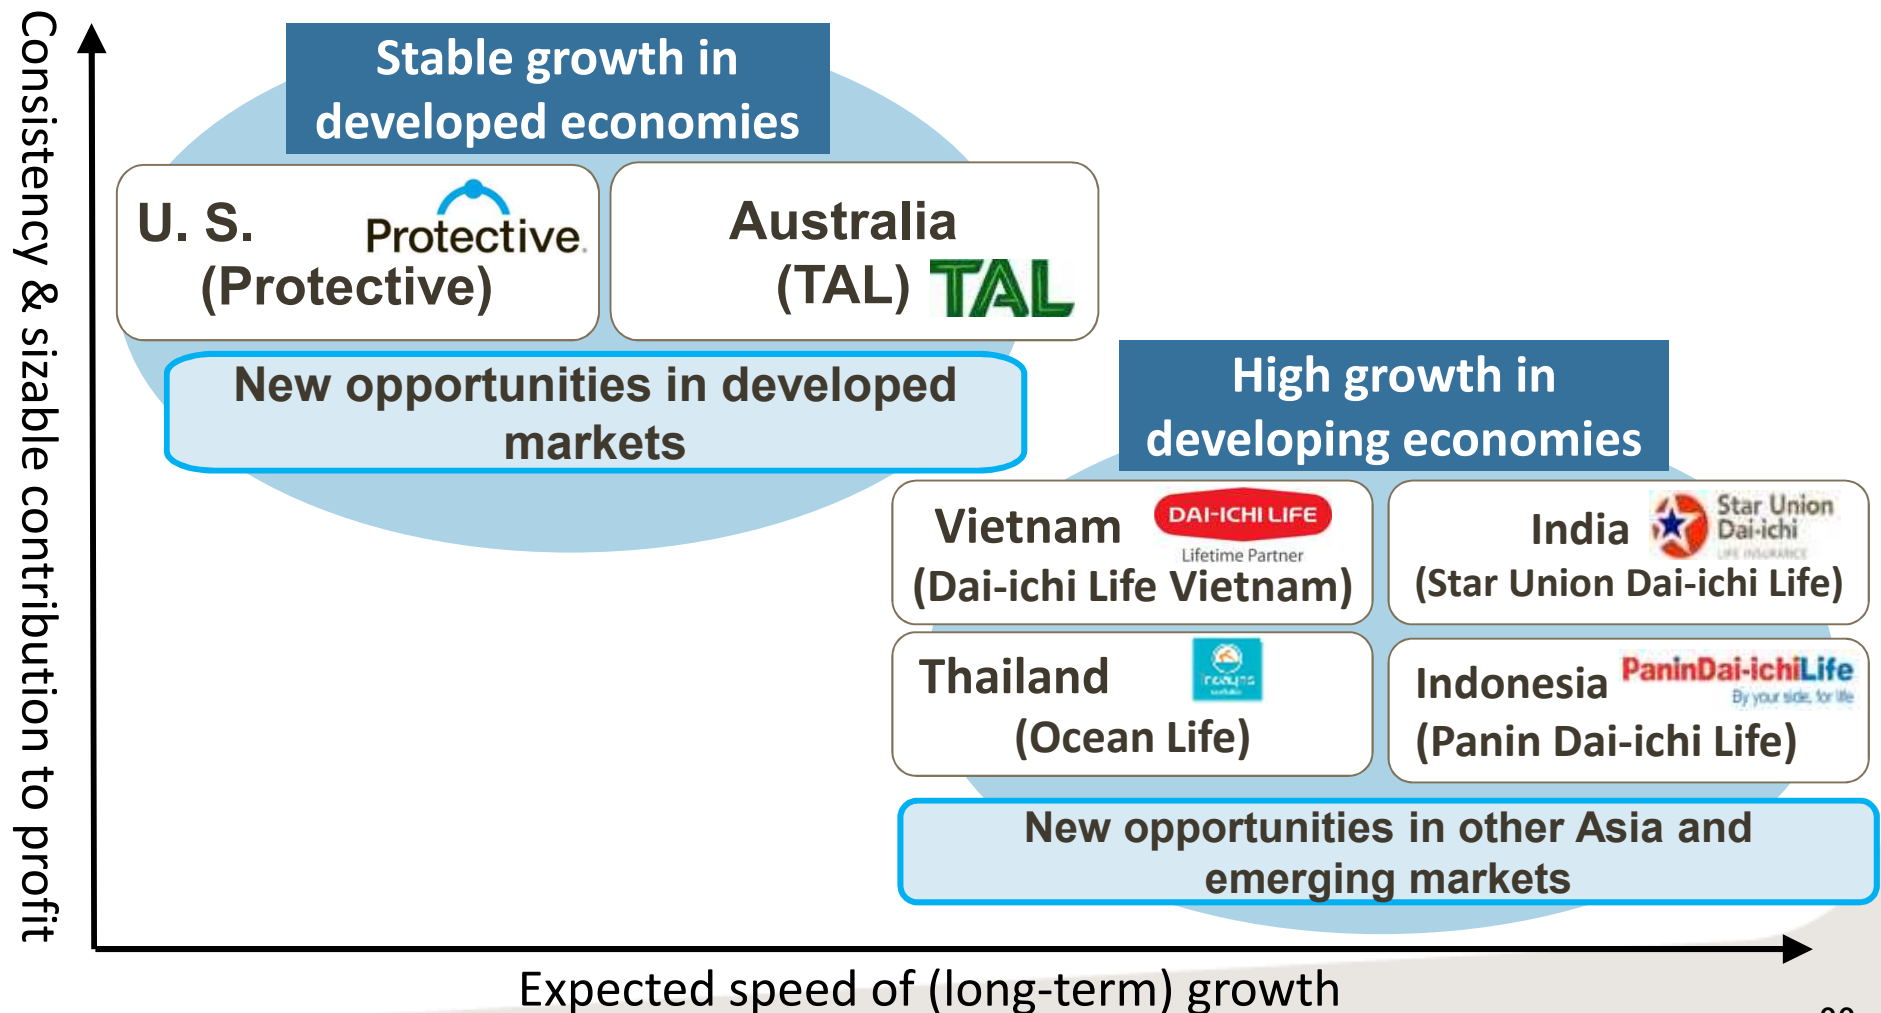 Consistency & sizable contribution to profit
Stable growth in
developed economies
U. S.
Protective.
(Protective)
Australia
(TAL)
TAL
New opportunities in developed
markets
High growth in
developing economies
Vietnam
DAI-ICHI LIFE
Lifetime Partner
(Dai-ichi Life Vietnam)
India
Star Union
Dai-ichi
LIFE INSURANCE
(Star Union Dai-ichi Life)
Thailand
(Ocean Life)
Indonesia
PaninDai-ichiLife
By your side, for life
(Panin Dai-ichi Life)
New opportunities in other Asia and
emerging markets
Expected speed of (long-term) growth